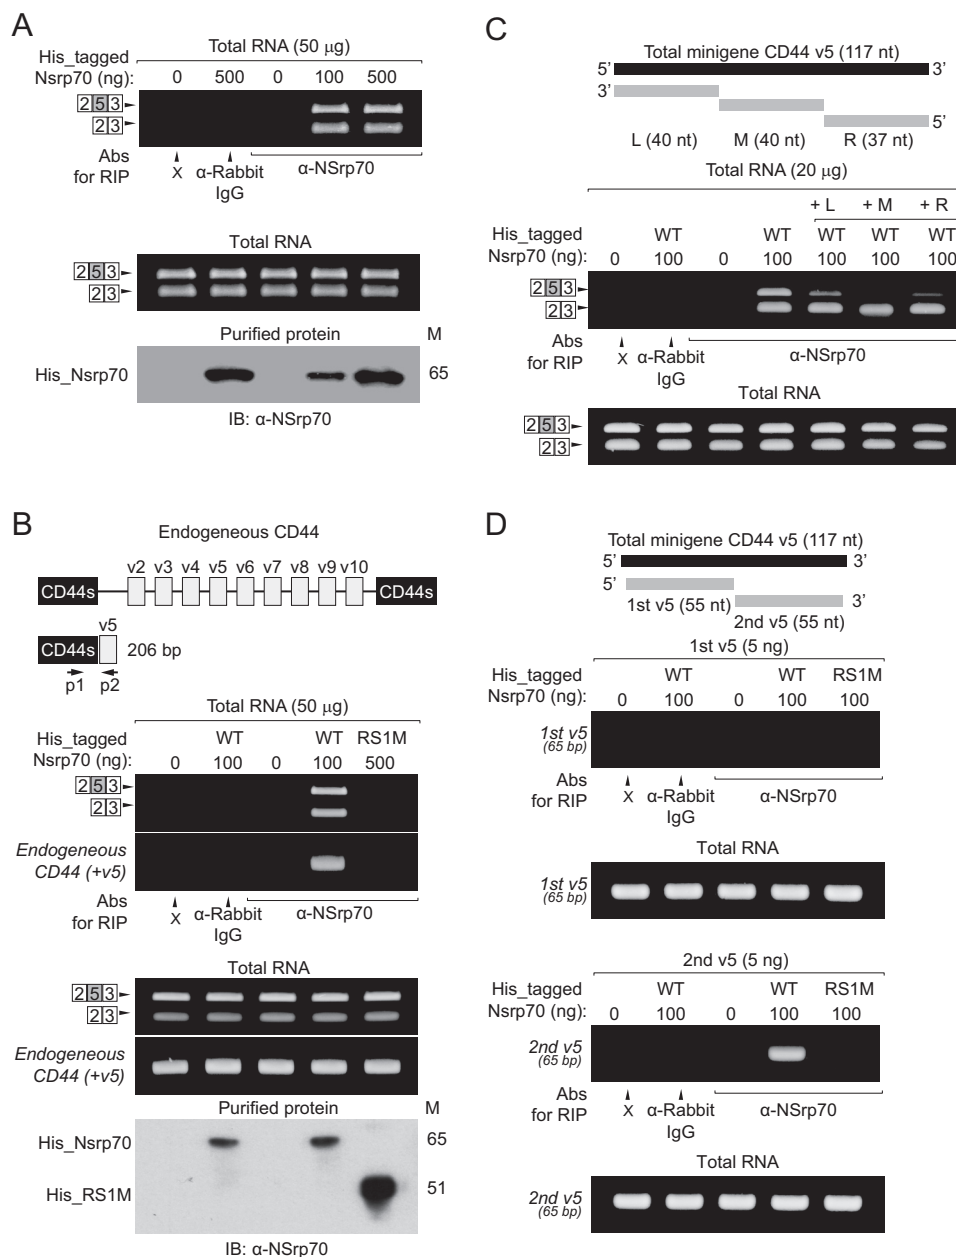 A
Total RNA (50 μg)
His_tagged
Nsrp70 (ng): 0 500 0 100 500
2 5 3
2 3
Abs
for RIP
X α-Rabbit
IgG
α-NSrp70
Total RNA
2 5 3
2 3
Purified protein M
His_Nsrp70 65
IB: α-NSrp70
B
Endogeneous CD44
v2 v3 v4 v5 v6 v7 v8 v9 v10
CD44s CD44s
v5
CD44s 206 bp
p1 p2
Total RNA (50 μg)
His_tagged WT WT RS1M
Nsrp70 (ng): 0 100 0 100 500
2 5 3
2 3
Endogeneous
CD44 (+v5)
Abs
for RIP
X α-Rabbit
IgG
α-NSrp70
Total RNA
2 5 3
2 3
Endogeneous
CD44 (+v5)
Purified protein M
His_Nsrp70 65
His_RS1M 51
IB: α-NSrp70
C
Total minigene CD44 v5 (117 nt)
5’ 3’
3’
5’
L (40 nt) M (40 nt) R (37 nt)
Total RNA (20 μg)
+ L + M + R
His_tagged WT WT WT WT WT
Nsrp70 (ng): 0 100 0 100 100 100 100
2 5 3
2 3
Abs
for RIP
X α-Rabbit
IgG
α-NSrp70
Total RNA
2 5 3
2 3
D
Total minigene CD44 v5 (117 nt)
5’ 3’
5’
1st v5 (55 nt) 3’
2nd v5 (55 nt)
1st v5 (5 ng)
His_tagged WT WT RS1M
Nsrp70 (ng): 0 100 0 100 100
1st v5
(65 bp)
Abs
for RIP
X α-Rabbit
IgG
α-NSrp70
Total RNA
1st v5
(65 bp)
2nd v5 (5 ng)
His_tagged WT WT RS1M
Nsrp70 (ng): 0 100 0 100 100
2nd v5
(65 bp)
Abs
for RIP
X α-Rabbit
IgG
α-NSrp70
Total RNA
2nd v5
(65 bp)